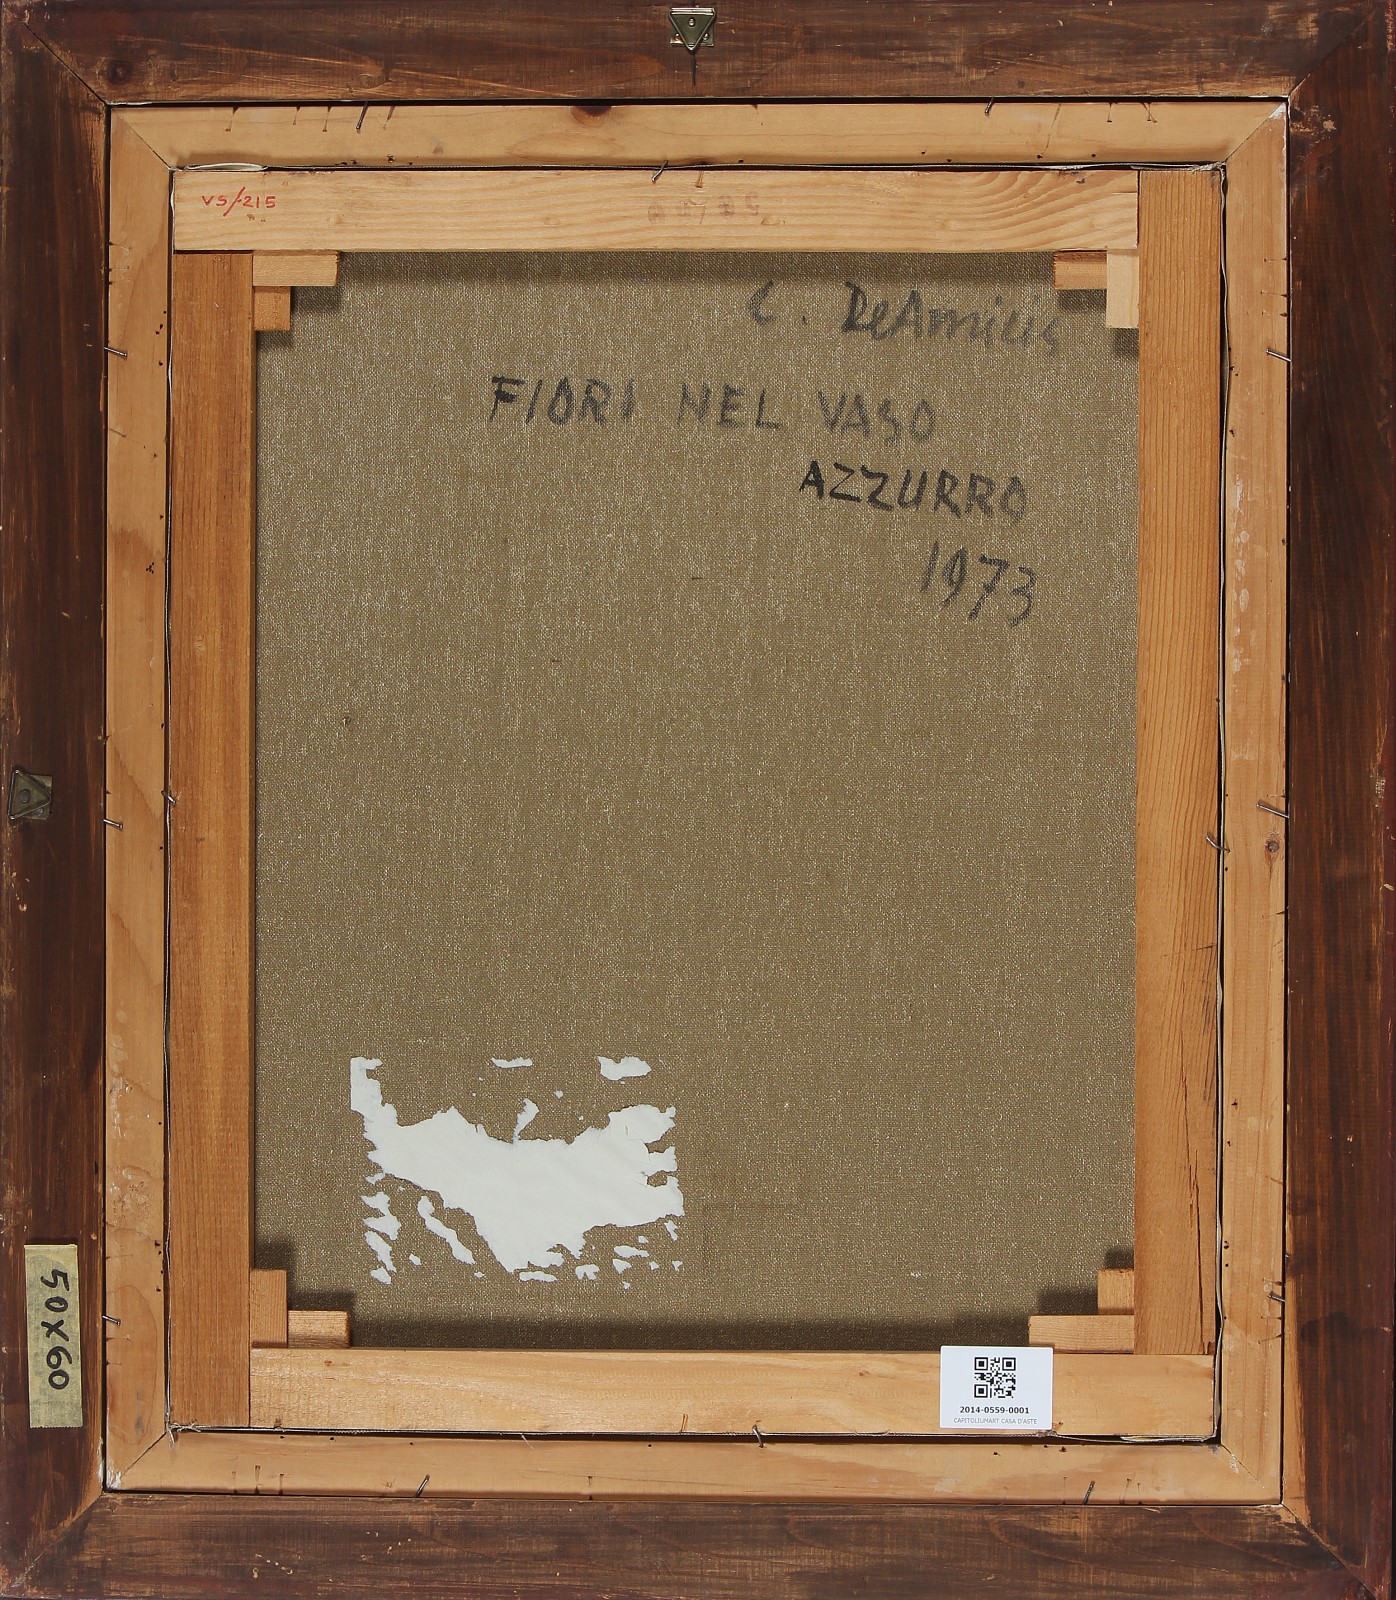 VS/215
C. DeAmicis
FIORI NEL VASO
AZZURRO
1973
50X60
2014-0559-0001
CAPITOLIUMART CASA D'ASTE